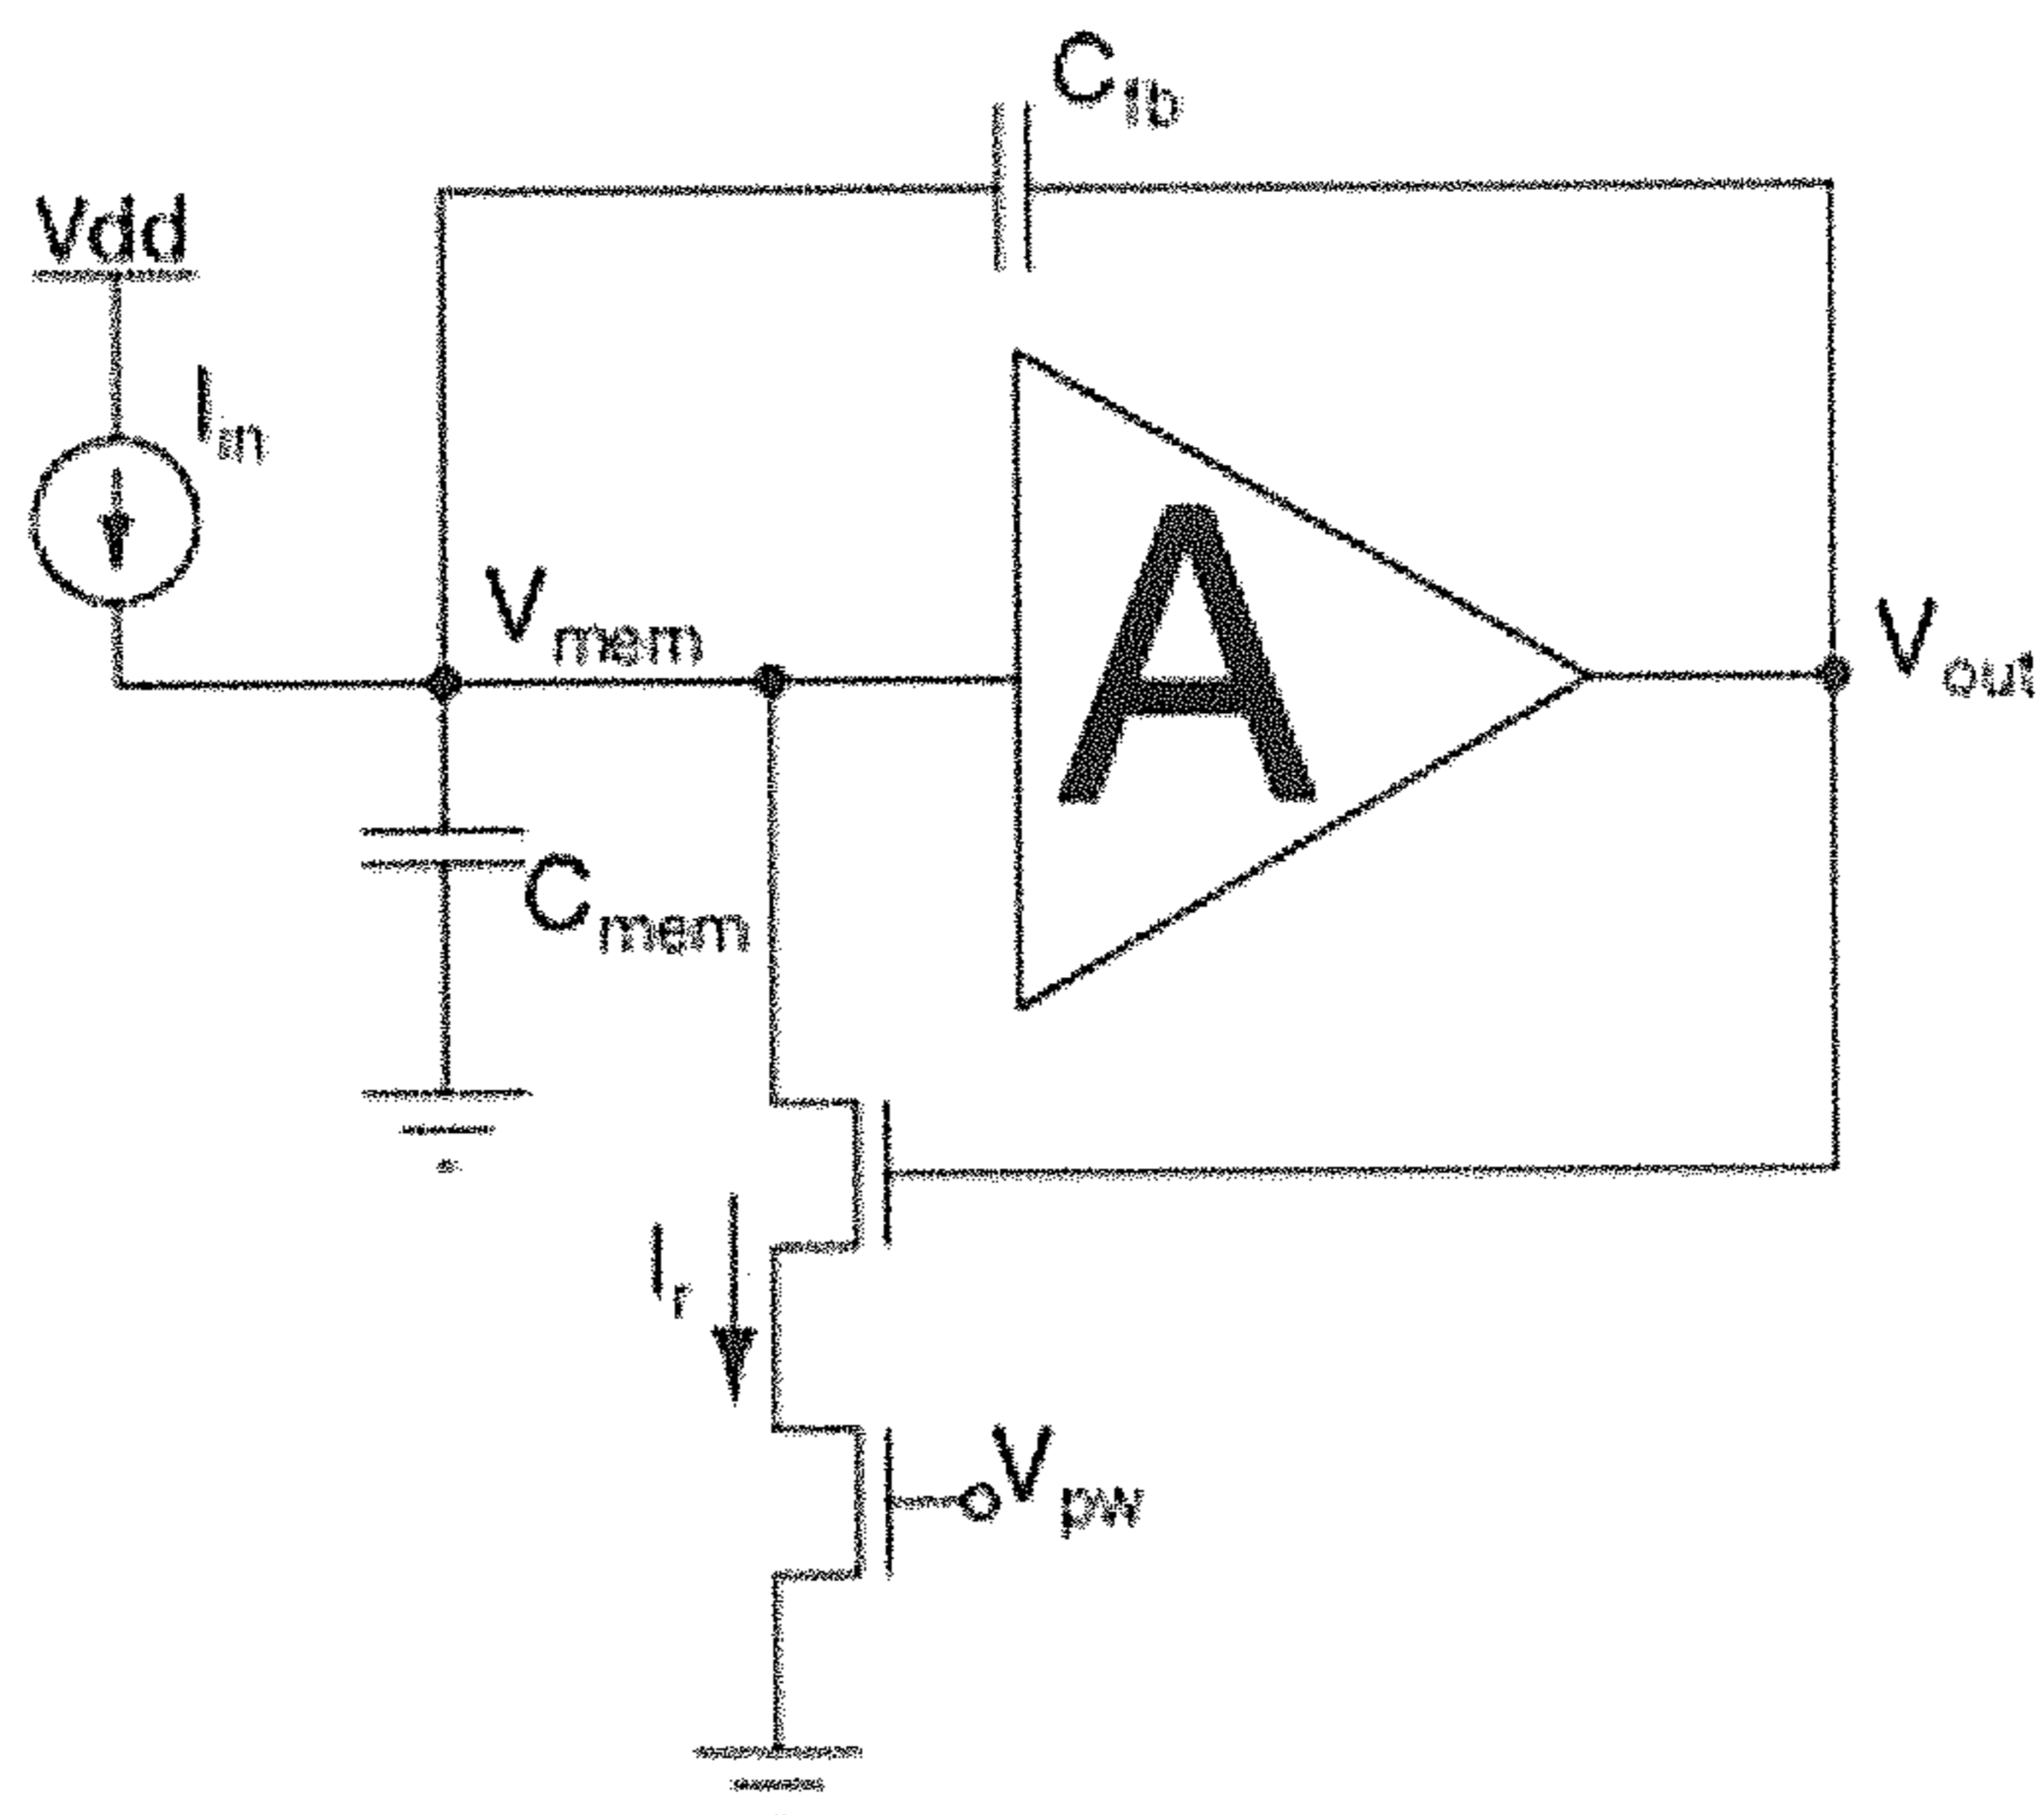 Cfb
Vdd
Iin
Vmem
A
Vout
Cmem
Ir
Vpw